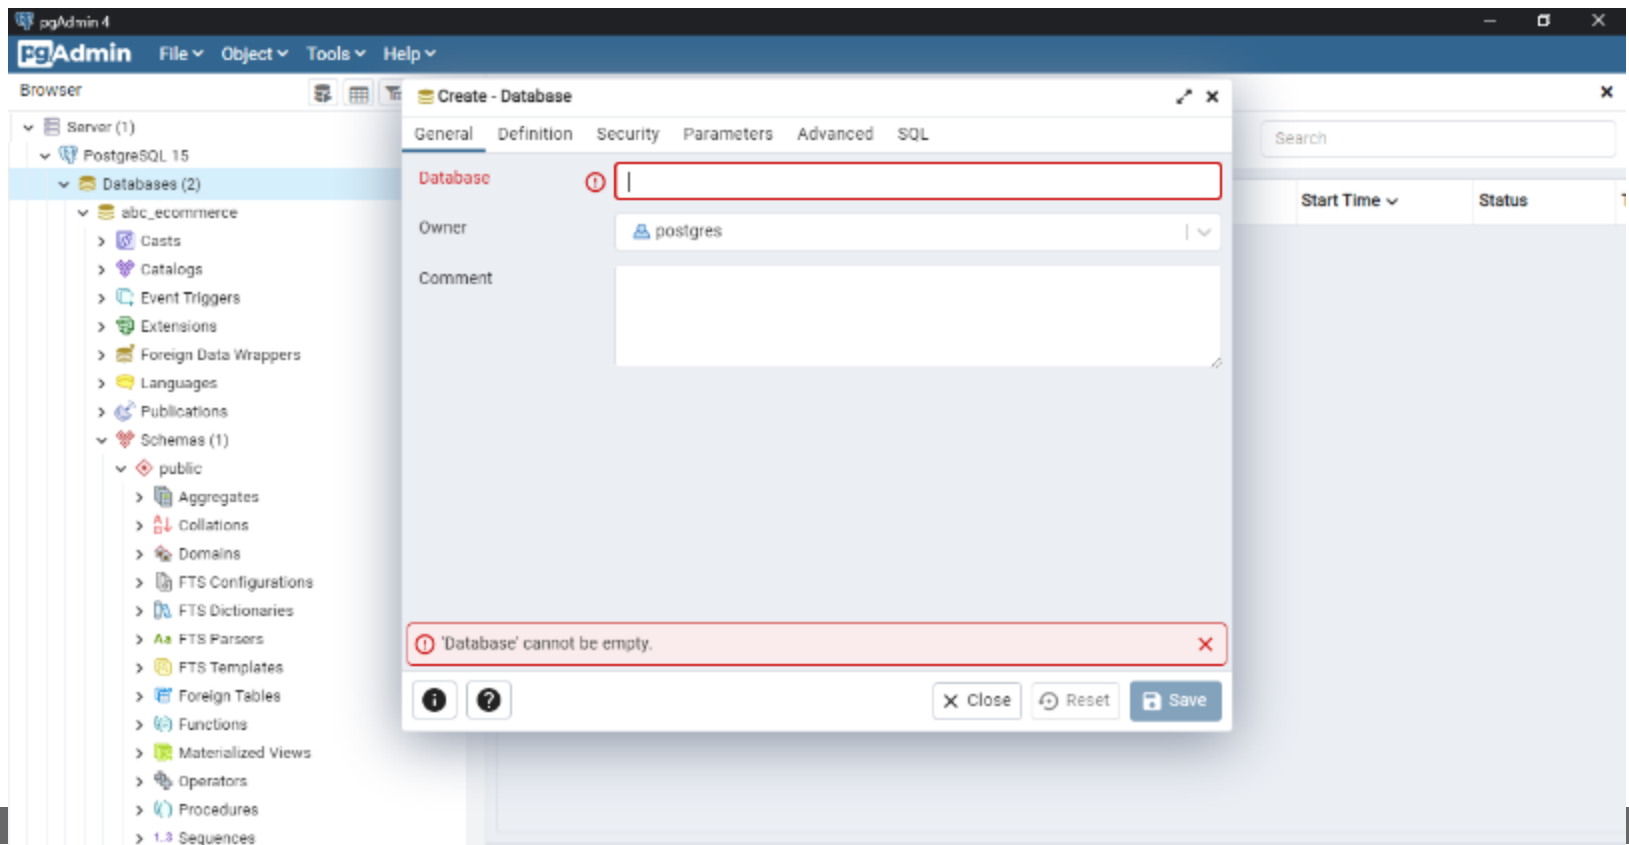 pgAdmin 4
pgAdmin File Object Tools Help
Browser
Server (1)
PostgreSQL 15
Databases (2)
abc_ecommerce
Casts
Catalogs
Event Triggers
Extensions
Foreign Data Wrappers
Languages
Publications
Schemas (1)
public
Aggregates
Collations
Domains
FTS Configurations
FTS Dictionaries
Aa FTS Parsers
FTS Templates
Foreign Tables
Functions
Materialized Views
Operators
Procedures
1..3 Sequences
Create - Database
General Definition Security Parameters Advanced SQL
Database
Owner postgres
Comment
'Database' cannot be empty.
Close Reset Save
Search
Start Time Status